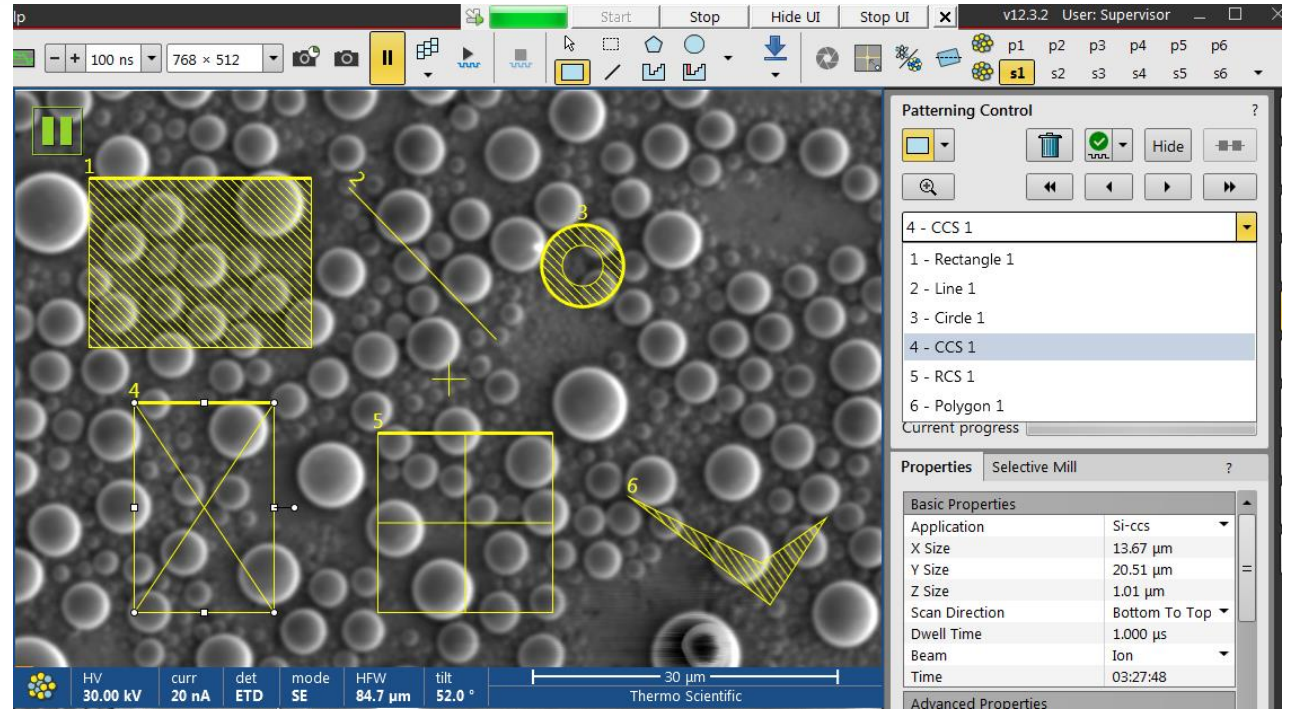 lp
Start Stop Hide UI Stop UI x v12.3.2 User: Supervisor
- + 100 ns 768 × 512
p1 p2 p3 p4 p5 p6
s1 s2 s3 s4 s5 s6
Patterning Control ?
Hide
4 - CCS 1
1 - Rectangle 1
2 - Line 1
3 - Circle 1
4 - CCS 1
5 - RCS 1
6 - Polygon 1
Current progress
Properties Selective Mill ?
Basic Properties
Application Si-ccs
X Size 13.67 µm
Y Size 20.51 µm
Z Size 1.01 µm
Scan Direction Bottom To Top
Dwell Time 1.000 µs
Beam Ion
Time 03:27:48
Advanced Properties
1
2
3
4
5
6
HV curr det mode HFW tilt
30.00 kV 20 nA ETD SE 84.7 µm 52.0 °
30 µm
Thermo Scientific